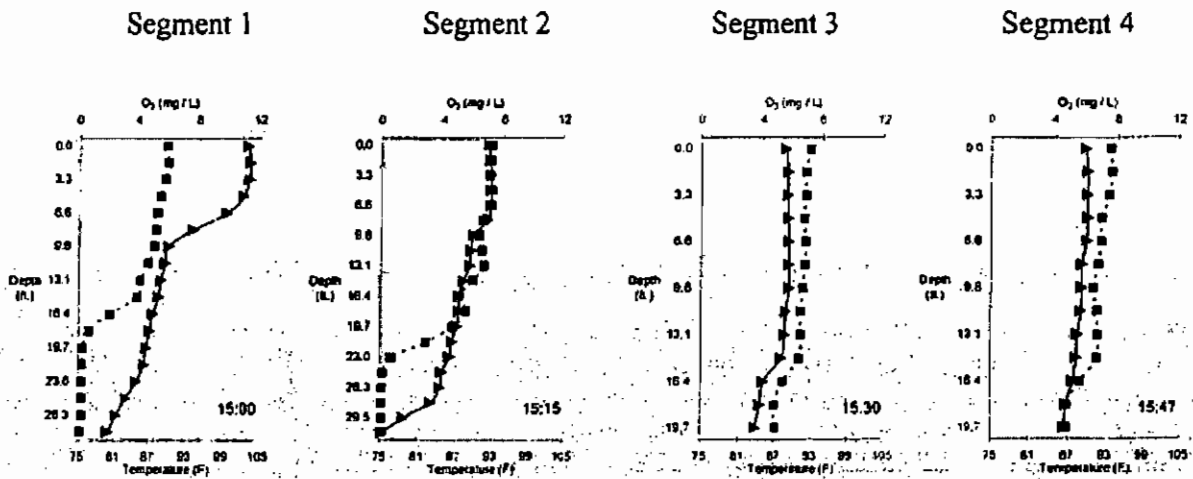 Segment 1 Segment 2 Segment 3 Segment 4
O2 (mg / L) O2 (mg / L) O2 (mg / L) O2 (mg / L)
0 4 8 12 0 4 8 12 0 4 6 12 0 4 8 12
0.0 0.0 0.0 0.0
3.3 3.3 3.3 3.3
6.6 6.6 6.6 6.6
9.8 9.8 9.8 9.8
13.1 13.1 13.1 13.1
16.4 16.4 16.4 16.4
19.7 19.7 19.7 19.7
23.0 23.0
26.3 26.3
29.5
Depth Depth Depth Depth
(ft.) (ft.) (ft.) (ft.)
15:00 15:15 15:30 15:47
75 81 87 93 99 105 75 81 87 93 99 105 75 81 87 93 99 105 75 81 87 93 99 105
Temperature (F.) Temperature (F.) Temperature (F.) Temperature (F.)